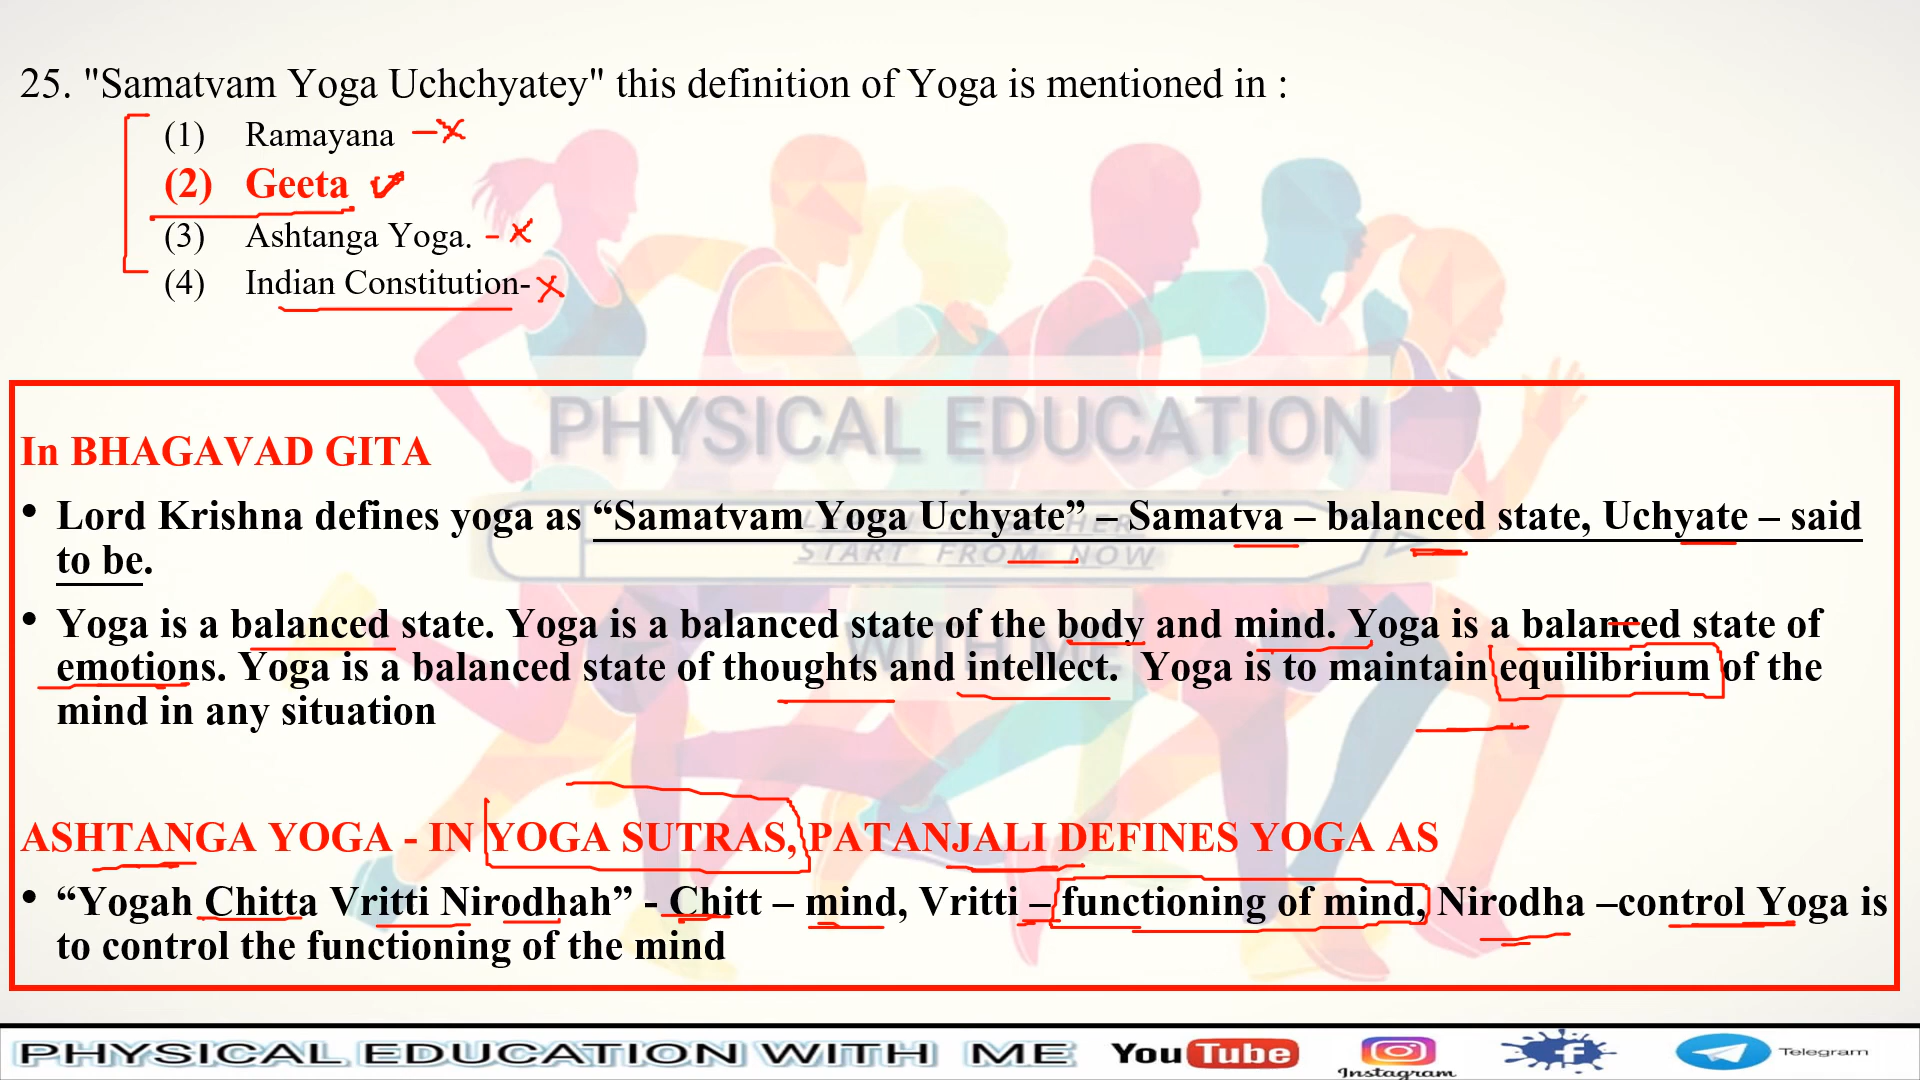 25. "Samatvam Yoga Uchchyatey" this definition of Yoga is mentioned in :
(1) Ramayana
(2) Geeta
(3) Ashtanga Yoga.
(4) Indian Constitution-
PHYSICAL EDUCATION
In BHAGAVAD GITA
• Lord Krishna defines yoga as “Samatvam Yoga Uchyate” – Samatva – balanced state, Uchyate – said
to be.
START FROM NOW
• Yoga is a balanced state. Yoga is a balanced state of the body and mind. Yoga is a balanced state of
WITH ME
emotions. Yoga is a balanced state of thoughts and intellect. Yoga is to maintain equilibrium of the
mind in any situation
ASHTANGA YOGA - IN YOGA SUTRAS, PATANJALI DEFINES YOGA AS
• “Yogah Chitta Vritti Nirodhah” - Chitt – mind, Vritti – functioning of mind, Nirodha –control Yoga is
to control the functioning of the mind
PHYSICAL EDUCATION WITH ME YouTube Instagram f Telegram